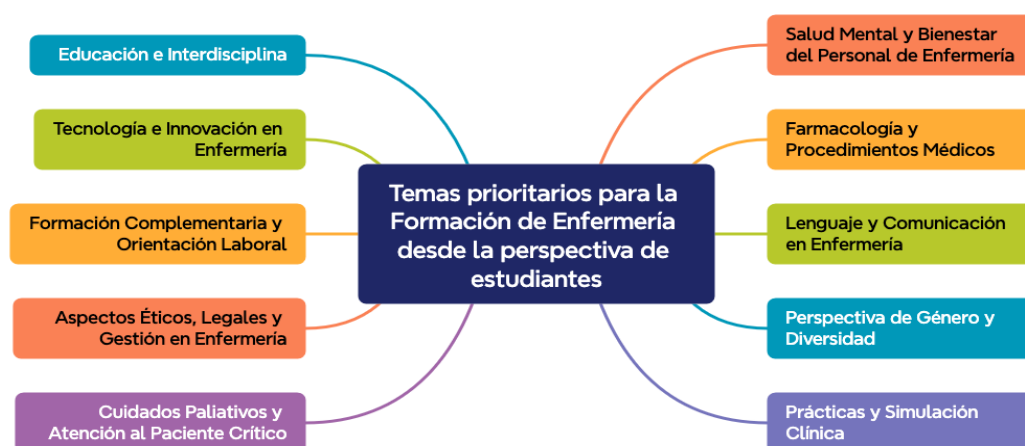 Temas prioritarios para la
Formación de Enfermería
desde la perspectiva de
estudiantes
Educación e Interdisciplina
Tecnología e Innovación en
Enfermería
Formación Complementaria y
Orientación Laboral
Aspectos Éticos, Legales y
Gestión en Enfermería
Cuidados Paliativos y
Atención al Paciente Crítico
Salud Mental y Bienestar
del Personal de Enfermería
Farmacología y
Procedimientos Médicos
Lenguaje y Comunicación
en Enfermería
Perspectiva de Género y
Diversidad
Prácticas y Simulación
Clínica